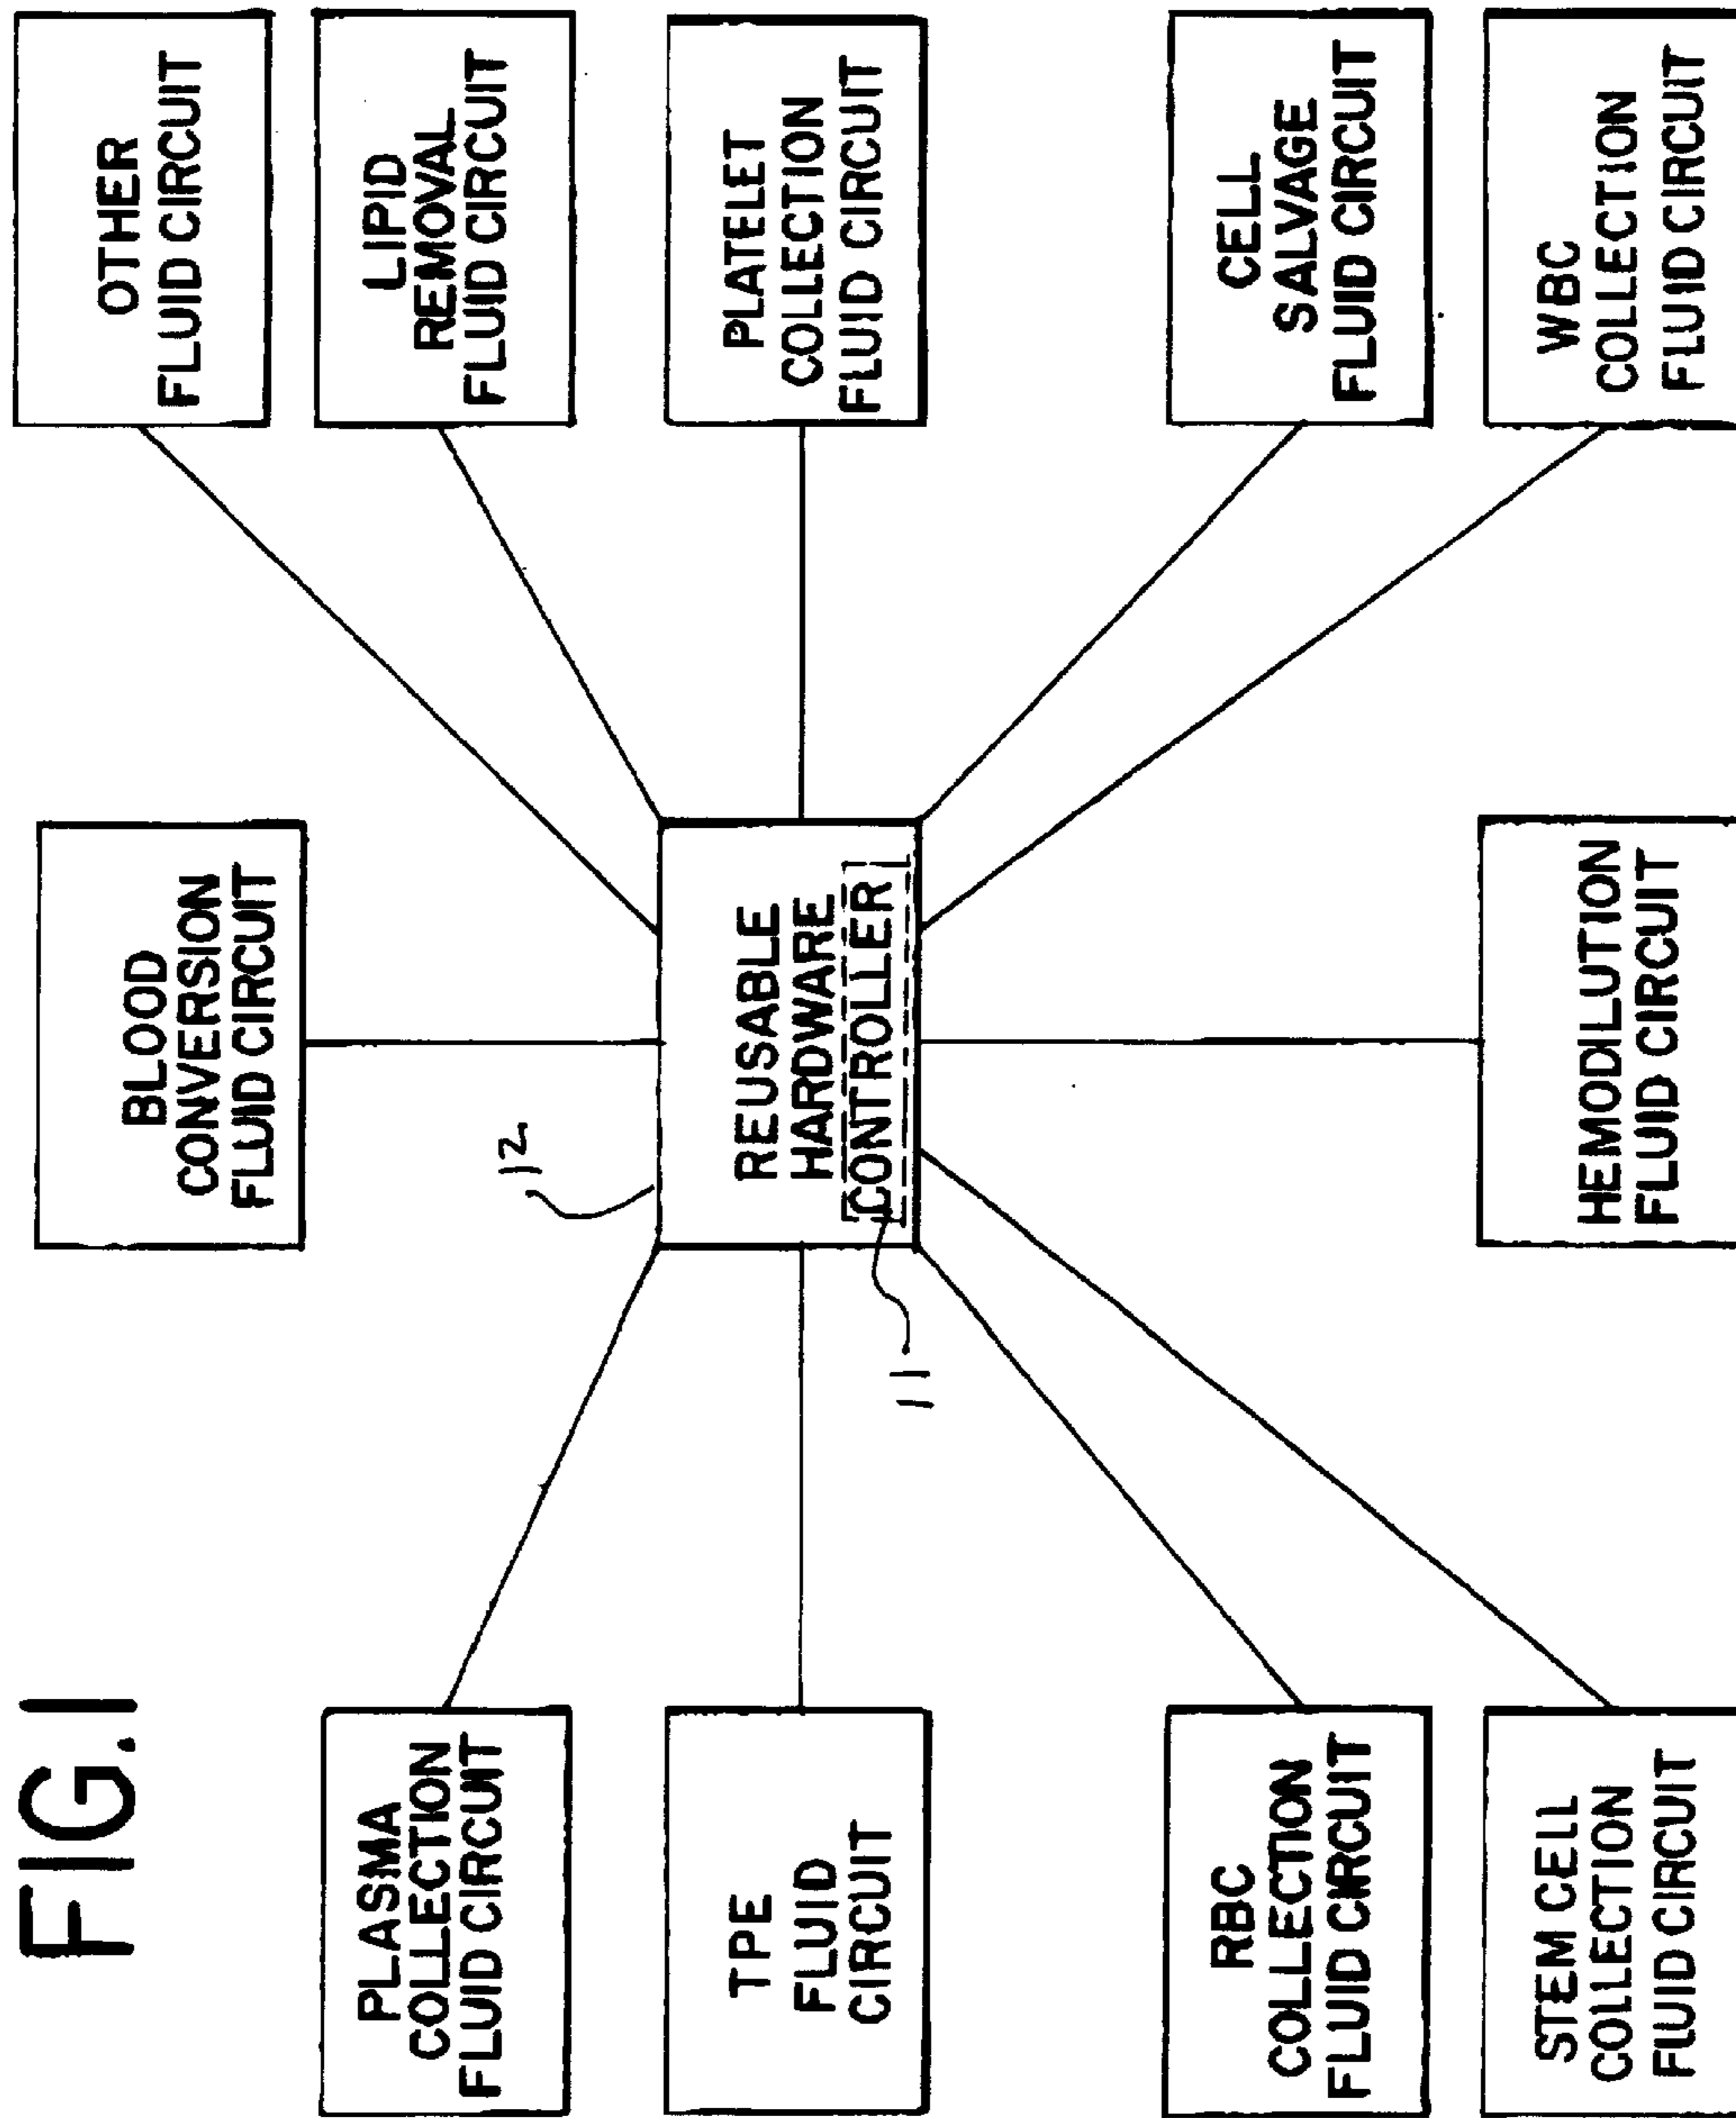 FIG.1
PLASMA
COLLECTION
FLUID CIRCUIT
TPE
FLUID
CIRCUIT
RBC
COLLECTION
FLUID CIRCUIT
STEM CELL
COLLECTION
FLUID CIRCUIT
BLOOD
CONVERSION
FLUID CIRCUIT
12
REUSABLE
HARDWARE
CONTROLLER
11
HEMODILUTION
FLUID CIRCUIT
OTHER
FLUID CIRCUIT
LIPID
REMOVAL
FLUID CIRCUIT
PLATELET
COLLECTION
FLUID CIRCUIT
CELL
SALVAGE
FLUID CIRCUIT
WBC
COLLECTION
FLUID CIRCUIT